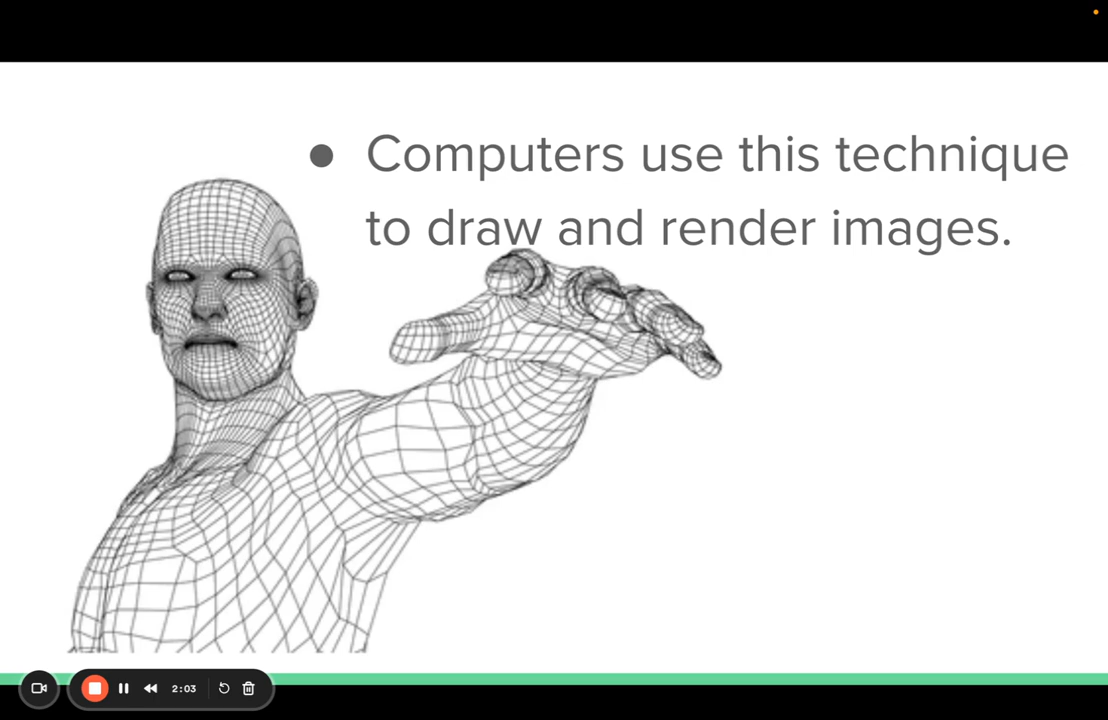 ● Computers use this technique
to draw and render images.
2:03